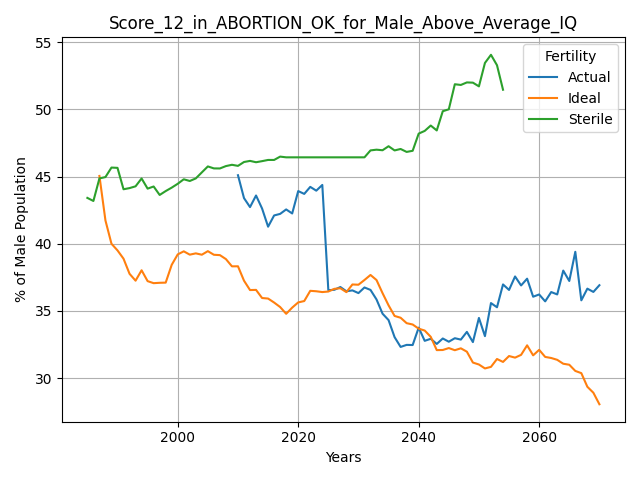 Score_12_in_ABORTION_OK_for_Male_Above_Average_IQ
Fertility
Actual
Ideal
Sterile
% of Male Population
55
50
45
40
35
30
2000
2020
2040
2060
Years